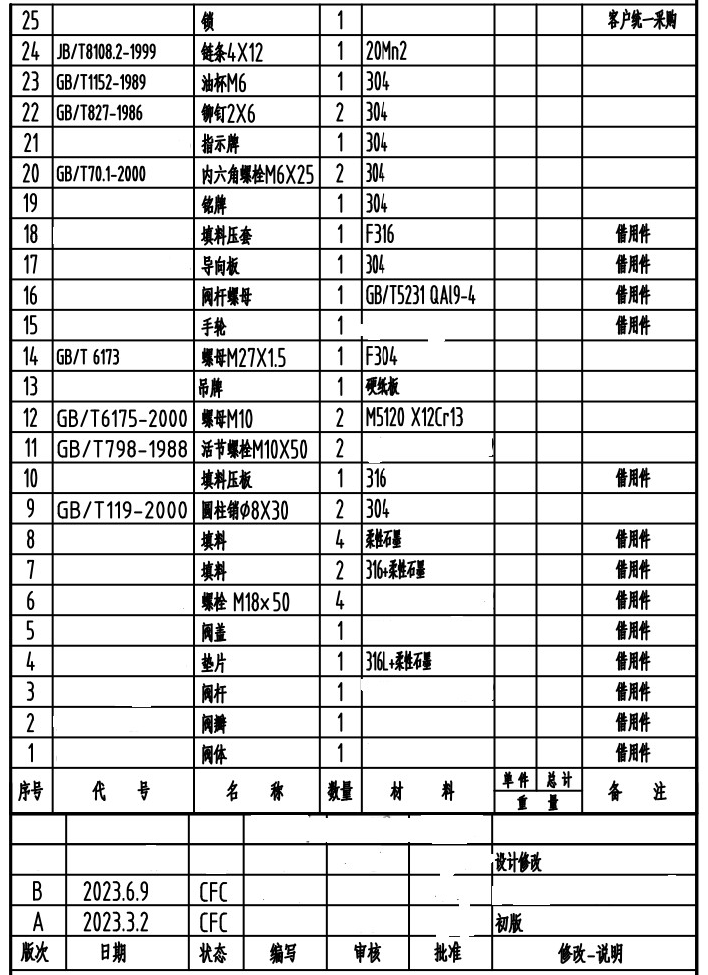 25 锁 1 客户统一采购
24 JB/T8108.2-1999 链条4X12 1 20Mn2
23 GB/T1152-1989 油杯M6 1 304
22 GB/T827-1986 铆钉2X6 2 304
21 指示牌 1 304
20 GB/T70.1-2000 内六角螺栓M6X25 2 304
19 铭牌 1 304
18 填料压套 1 F316 借用件
17 导向板 1 304 借用件
16 阀杆螺母 1 GB/T5231 QAl9-4 借用件
15 手轮 1 借用件
14 GB/T 6173 螺母M27X1.5 1 F304
13 吊牌 1 硬纸板
12 GB/T6175-2000 螺母M10 2 M5120 X12Cr13
11 GB/T798-1988 活节螺栓M10X50 2
10 填料压板 1 316 借用件
9 GB/T119-2000 圆柱销Φ8X30 2 304
8 填料 4 柔性石墨 借用件
7 填料 2 316+柔性石墨 借用件
6 螺栓 M18×50 4 借用件
5 阀盖 1 借用件
4 垫片 1 316L+柔性石墨 借用件
3 阀杆 1 借用件
2 阀瓣 1 借用件
1 阀体 1 借用件
序号 代 号 名 称 数量 材 料 单件 总计 备 注
重 量
设计修改
B 2023.6.9 CFC
A 2023.3.2 CFC 初版
版次 日期 状态 编写 审核 批准 修改-说明